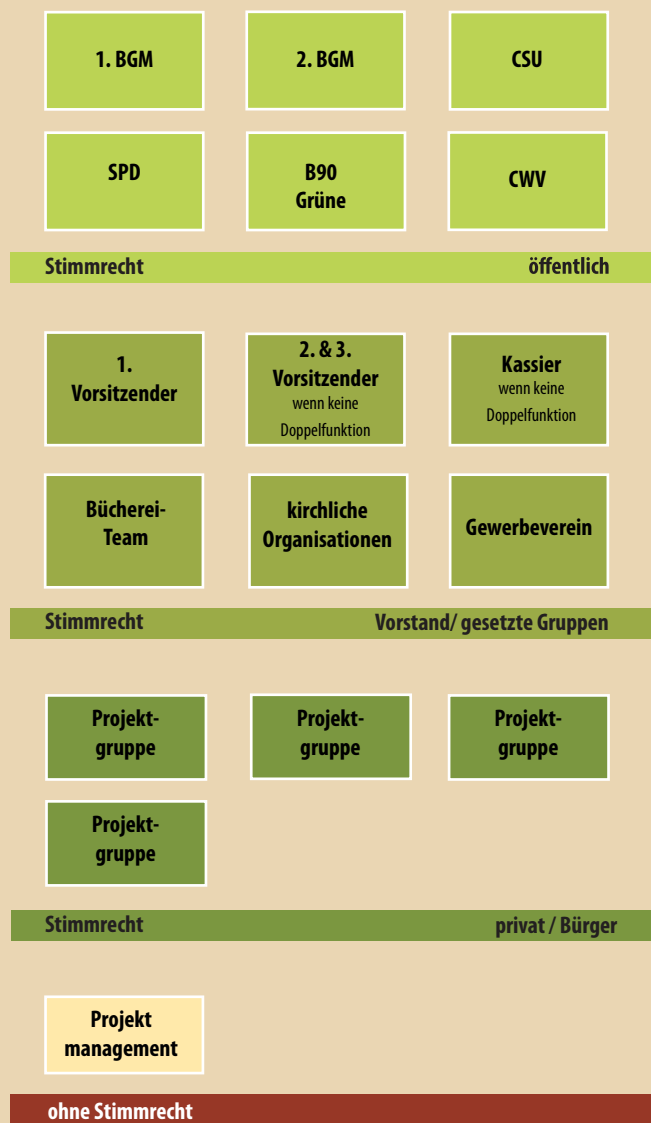 1. BGM
2. BGM
CSU
SPD
B90
Grüne
CWV
Stimmrecht öffentlich
1.
Vorsitzender
2. & 3.
Vorsitzender
wenn keine
Doppelfunktion
Kassier
wenn keine
Doppelfunktion
Bücherei-
Team
kirchliche
Organisationen
Gewerbeverein
Stimmrecht Vorstand/ gesetzte Gruppen
Projekt-
gruppe
Projekt-
gruppe
Projekt-
gruppe
Projekt-
gruppe
Stimmrecht privat / Bürger
Projekt
management
ohne Stimmrecht